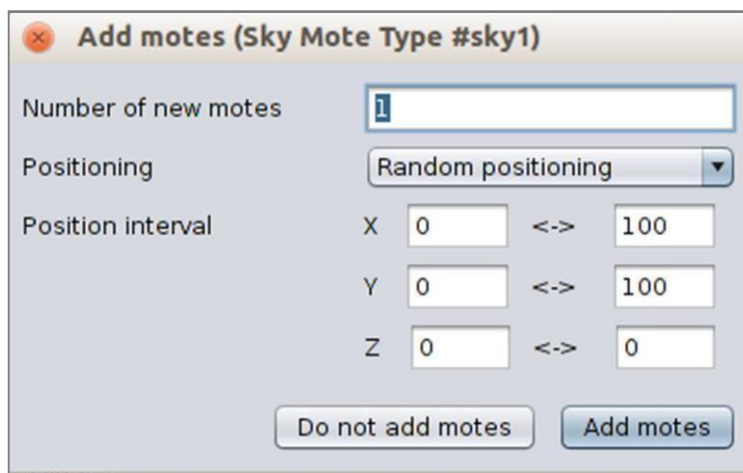 Add motes (Sky Mote Type #sky1)
Number of new motes 1
Positioning Random positioning
Position interval X 0 <-> 100
Y 0 <-> 100
Z 0 <-> 0
Do not add motes Add motes